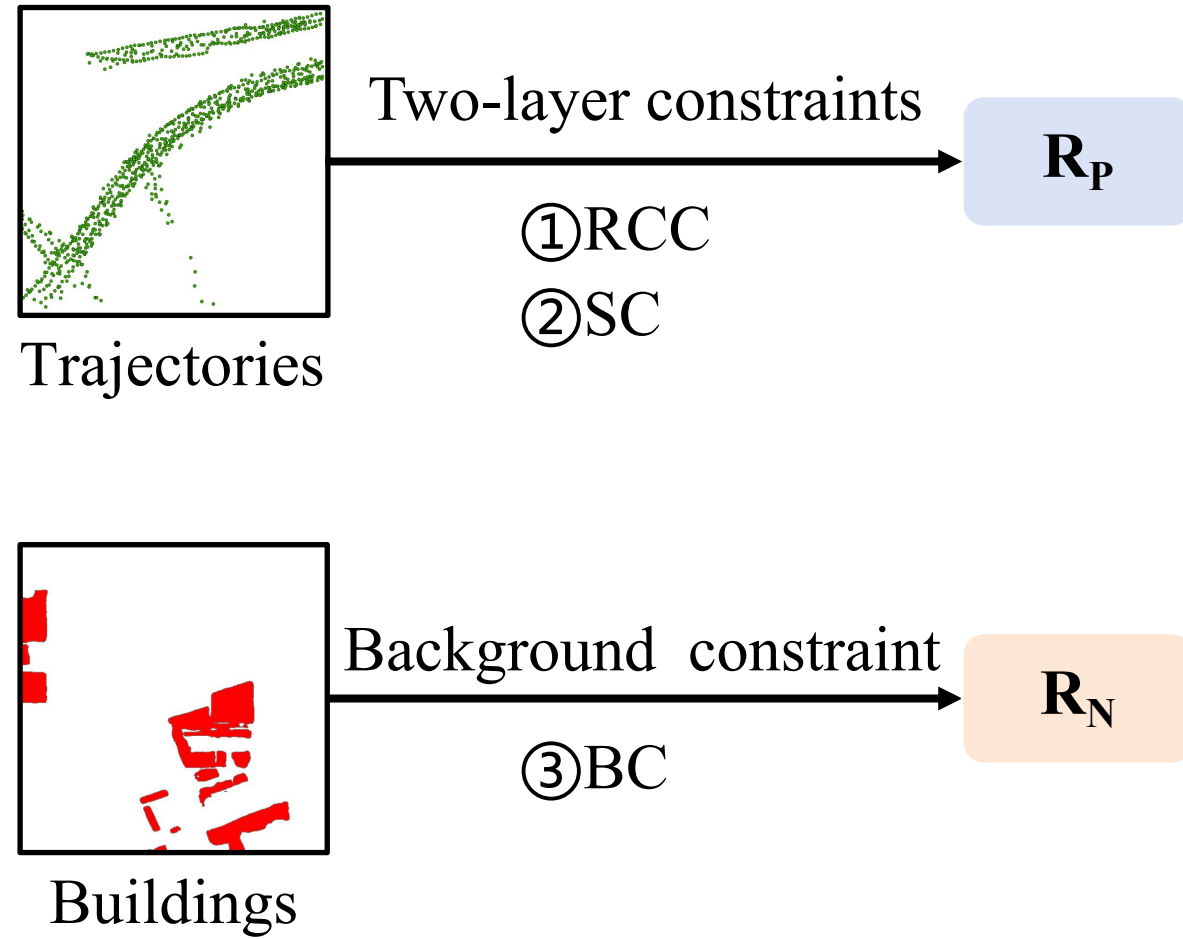 Two-layer constraints
R_P
①RCC
②SC
Trajectories
Background constraint
R_N
③BC
Buildings